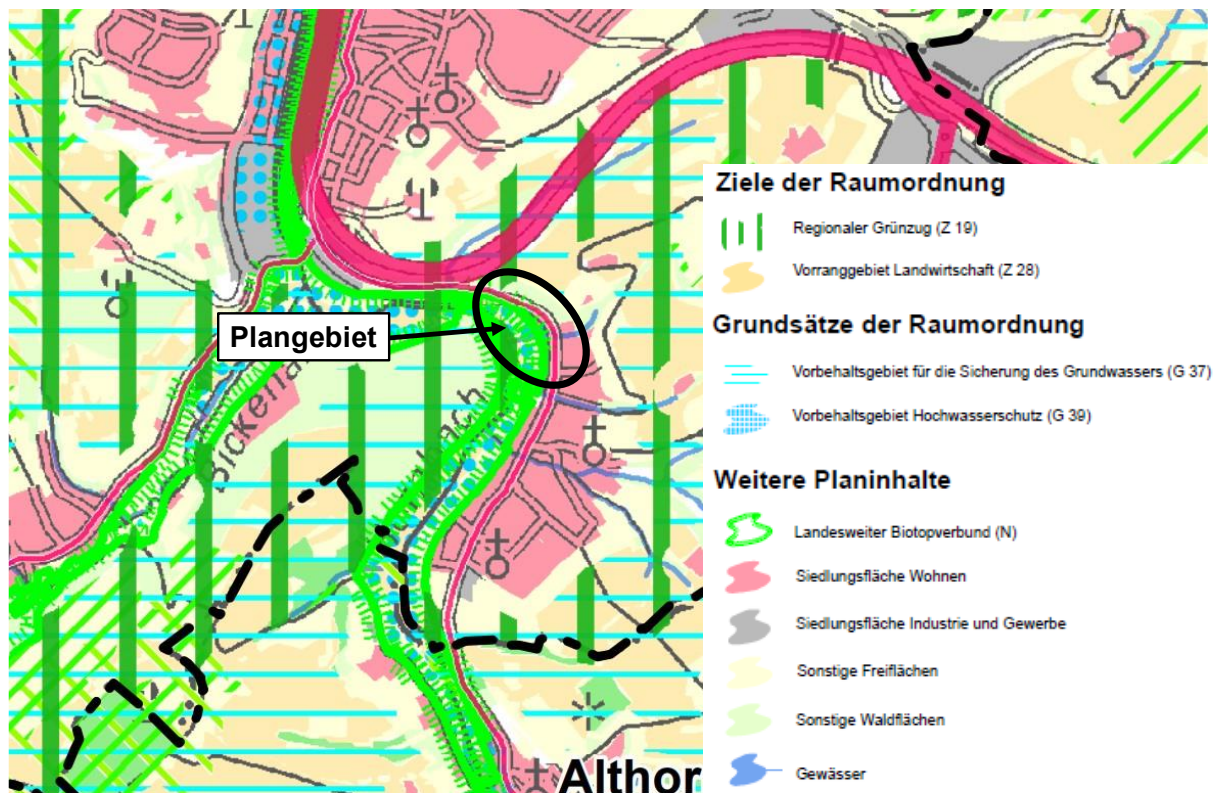 Plangebiet
Althor
Ziele der Raumordnung
Regionaler Grünzug (Z 19)
Vorranggebiet Landwirtschaft (Z 28)
Grundsätze der Raumordnung
Vorbehaltsgebiet für die Sicherung des Grundwassers (G 37)
Vorbehaltsgebiet Hochwasserschutz (G 39)
Weitere Planinhalte
Landesweiter Biotopverbund (N)
Siedlungsfläche Wohnen
Siedlungsfläche Industrie und Gewerbe
Sonstige Freiflächen
Sonstige Waldflächen
Gewässer